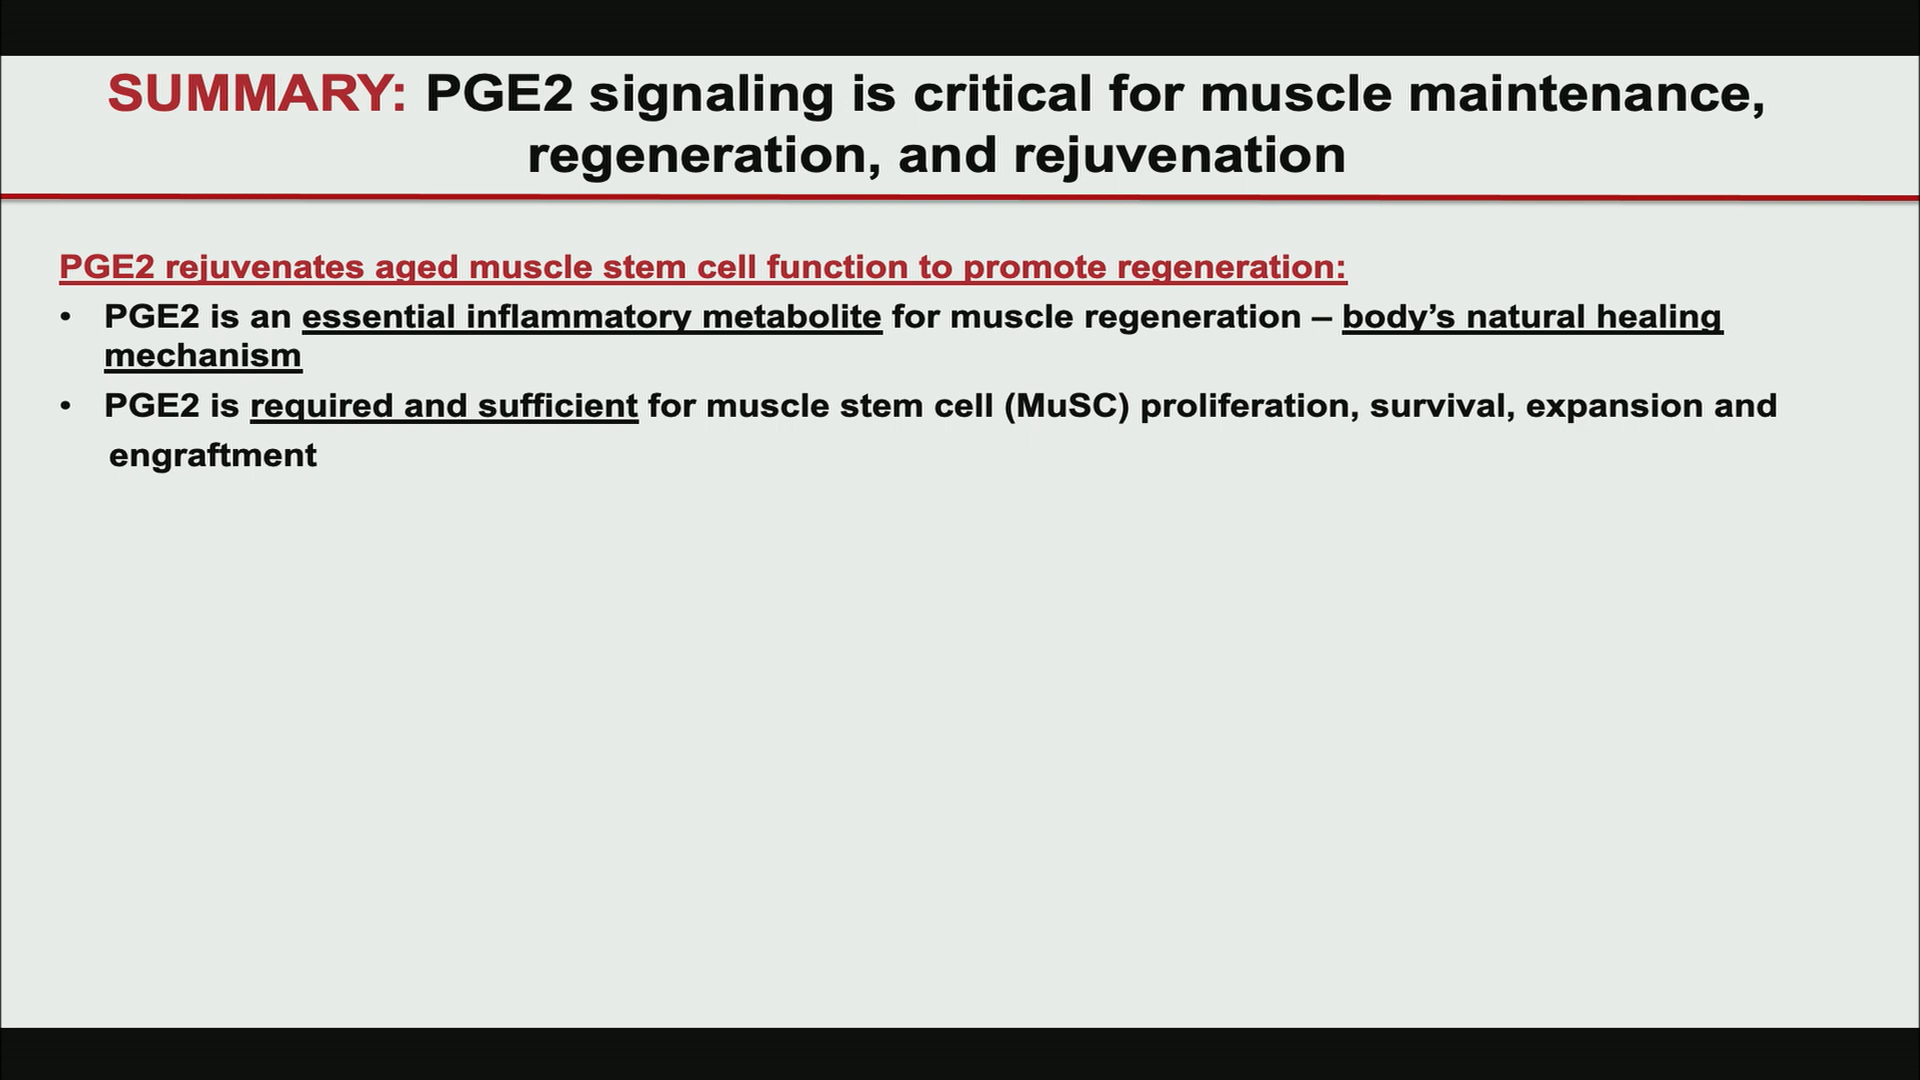 SUMMARY: PGE2 signaling is critical for muscle maintenance,
regeneration, and rejuvenation
PGE2 rejuvenates aged muscle stem cell function to promote regeneration:
• PGE2 is an essential inflammatory metabolite for muscle regeneration – body’s natural healing
mechanism
• PGE2 is required and sufficient for muscle stem cell (MuSC) proliferation, survival, expansion and
engraftment